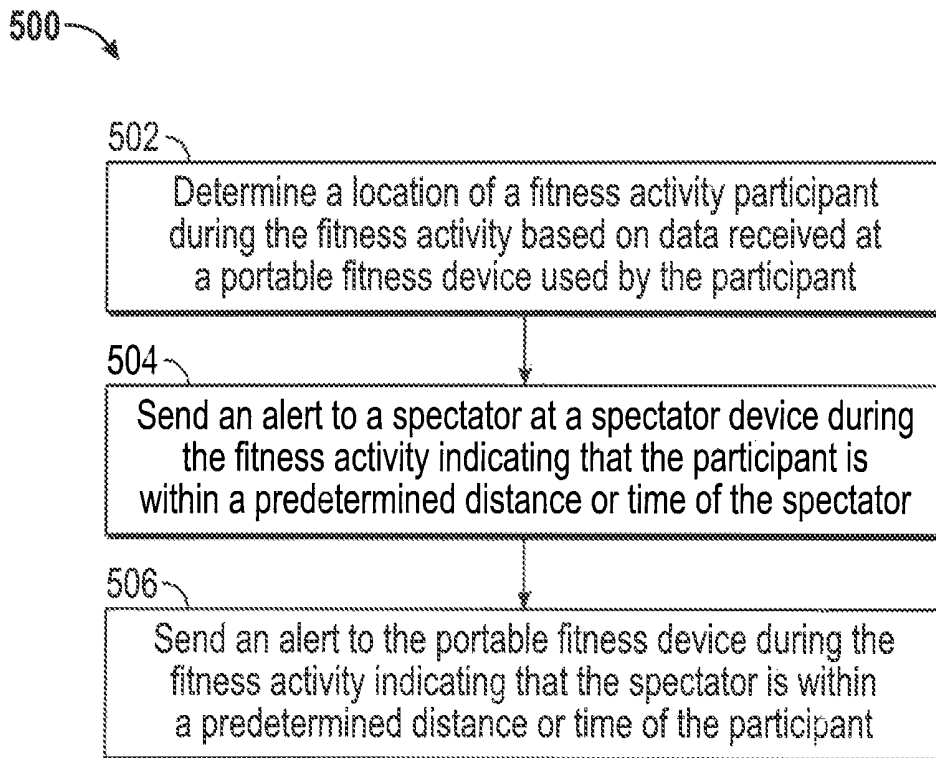 500
502
Determine a location of a fitness activity participant
during the fitness activity based on data received at
a portable fitness device used by the participant
504
Send an alert to a spectator at a spectator device during
the fitness activity indicating that the participant is
within a predetermined distance or time of the spectator
506
Send an alert to the portable fitness device during the
fitness activity indicating that the spectator is within
a predetermined distance or time of the participant